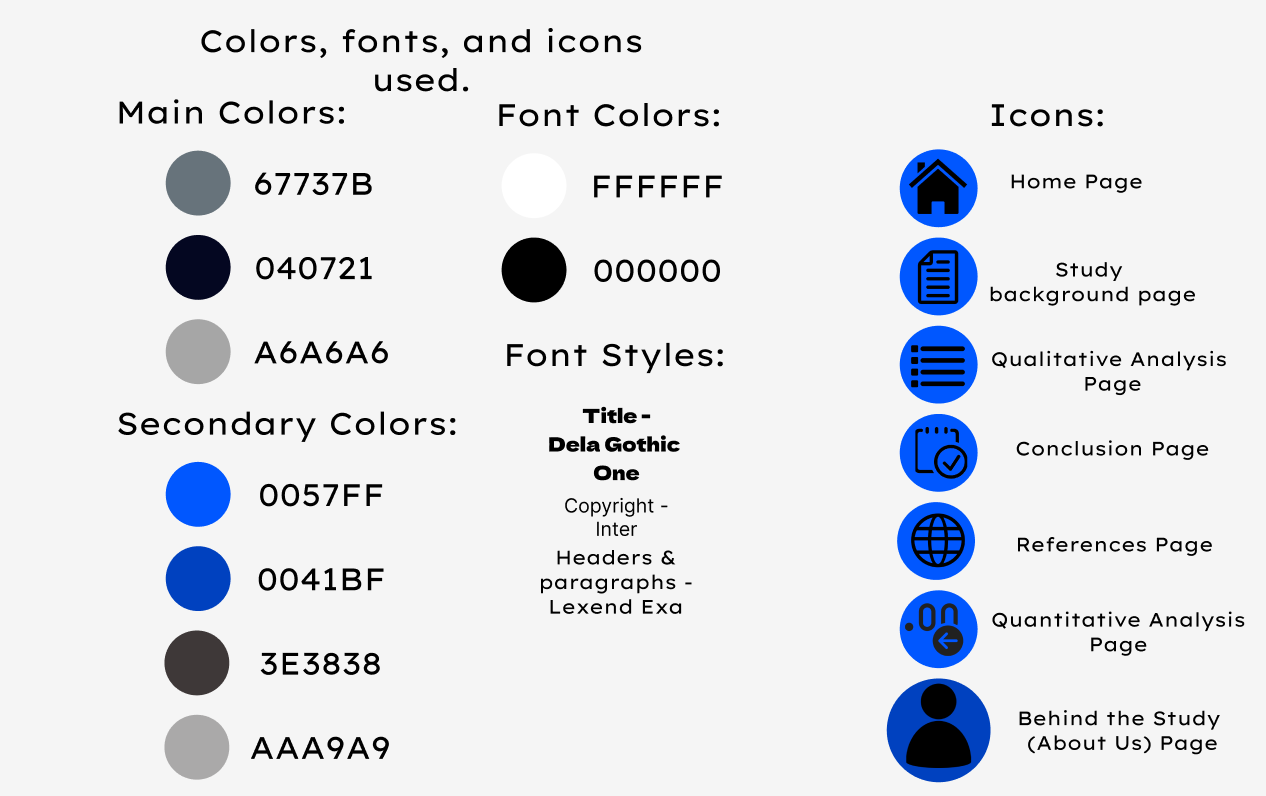 Colors, fonts, and icons
used.
Main Colors:
67737B
040721
A6A6A6
Secondary Colors:
0057FF
0041BF
3E3838
AAA9A9
Font Colors:
FFFFFF
000000
Font Styles:
Title -
Dela Gothic
One
Copyright -
Inter
Headers &
paragraphs -
Lexend Exa
Icons:
Home Page
Study
background page
Qualitative Analysis
Page
Conclusion Page
References Page
.00
Quantitative Analysis
Page
Behind the Study
(About Us) Page